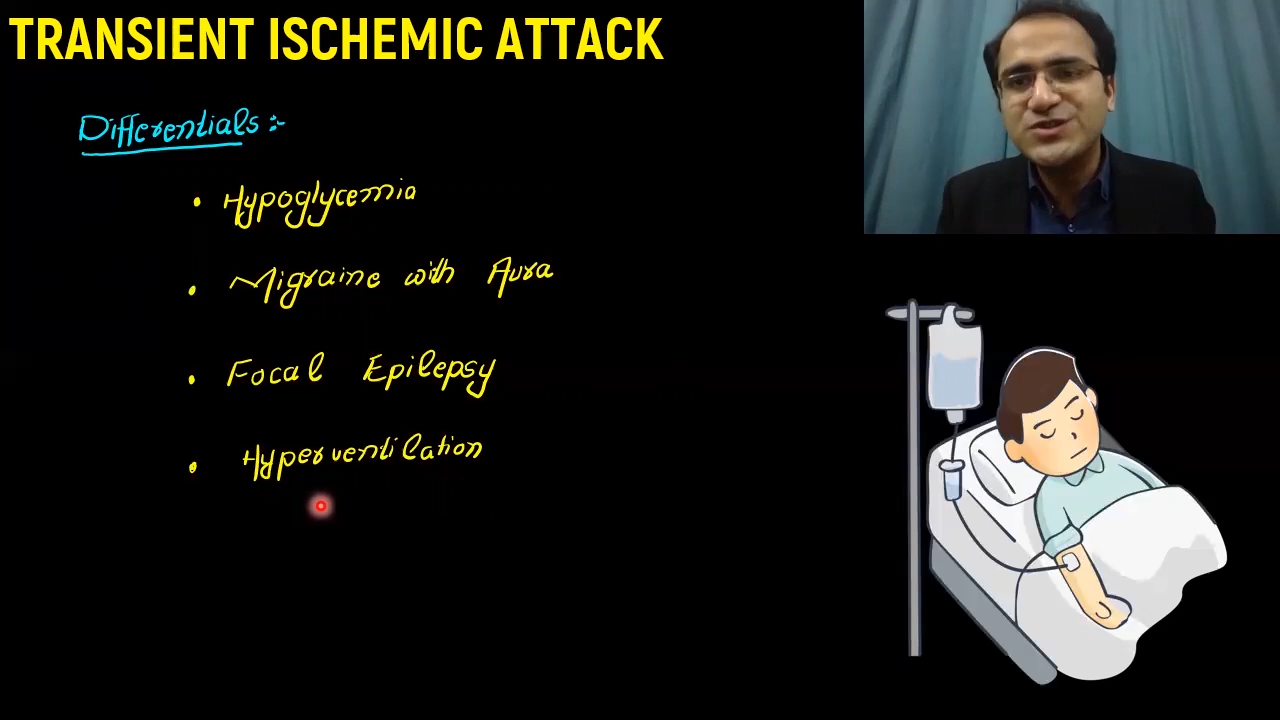 TRANSIENT ISCHEMIC ATTACK
Differentials :-
• Hypoglycemia
• Migraine with Aura
• Focal Epilepsy
• Hyperventilation